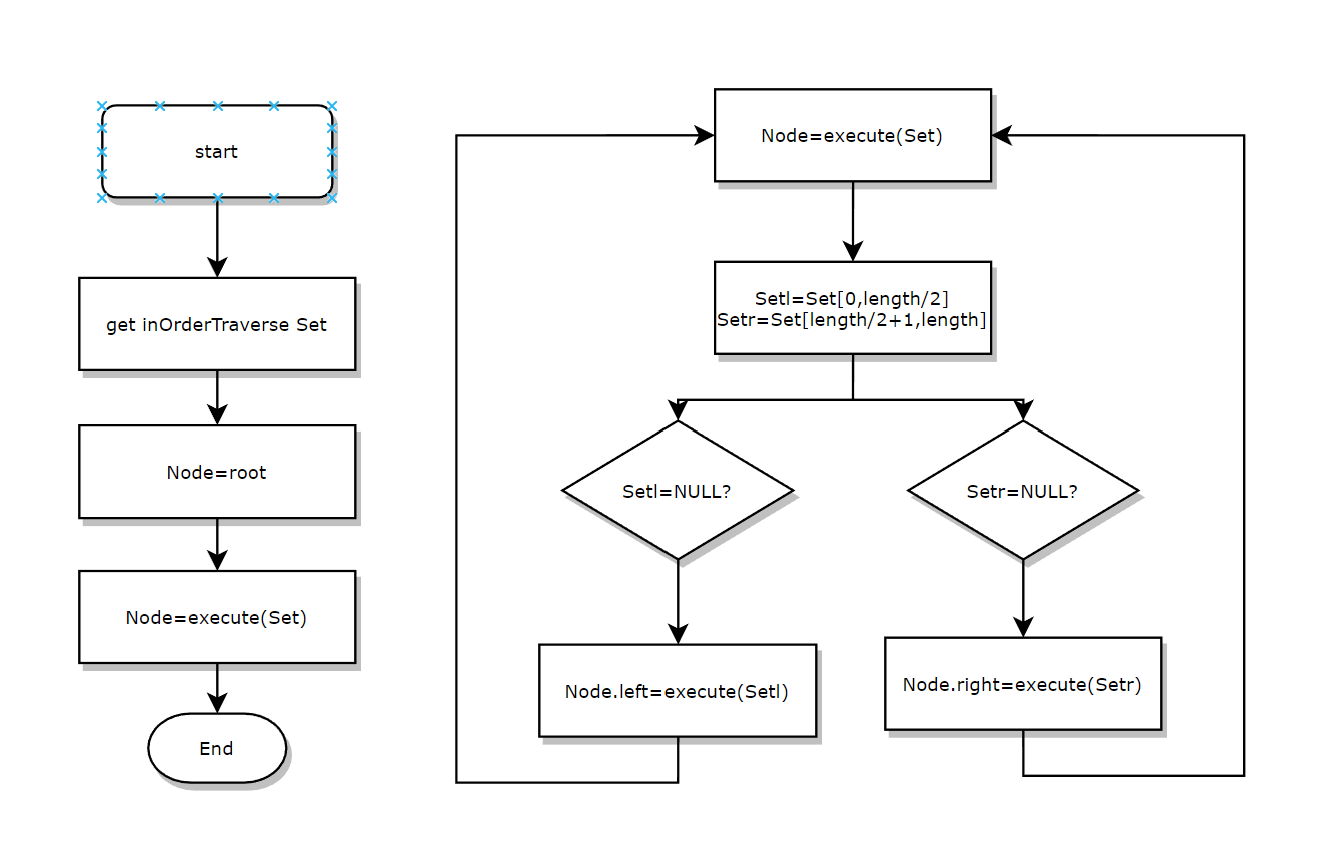 start
get inOrderTraverse Set
Node=root
Node=execute(Set)
End
Node=execute(Set)
Setl=Set[0,length/2]
Setr=Set[length/2+1,length]
Setl=NULL?
Setr=NULL?
Node.left=execute(Setl)
Node.right=execute(Setr)